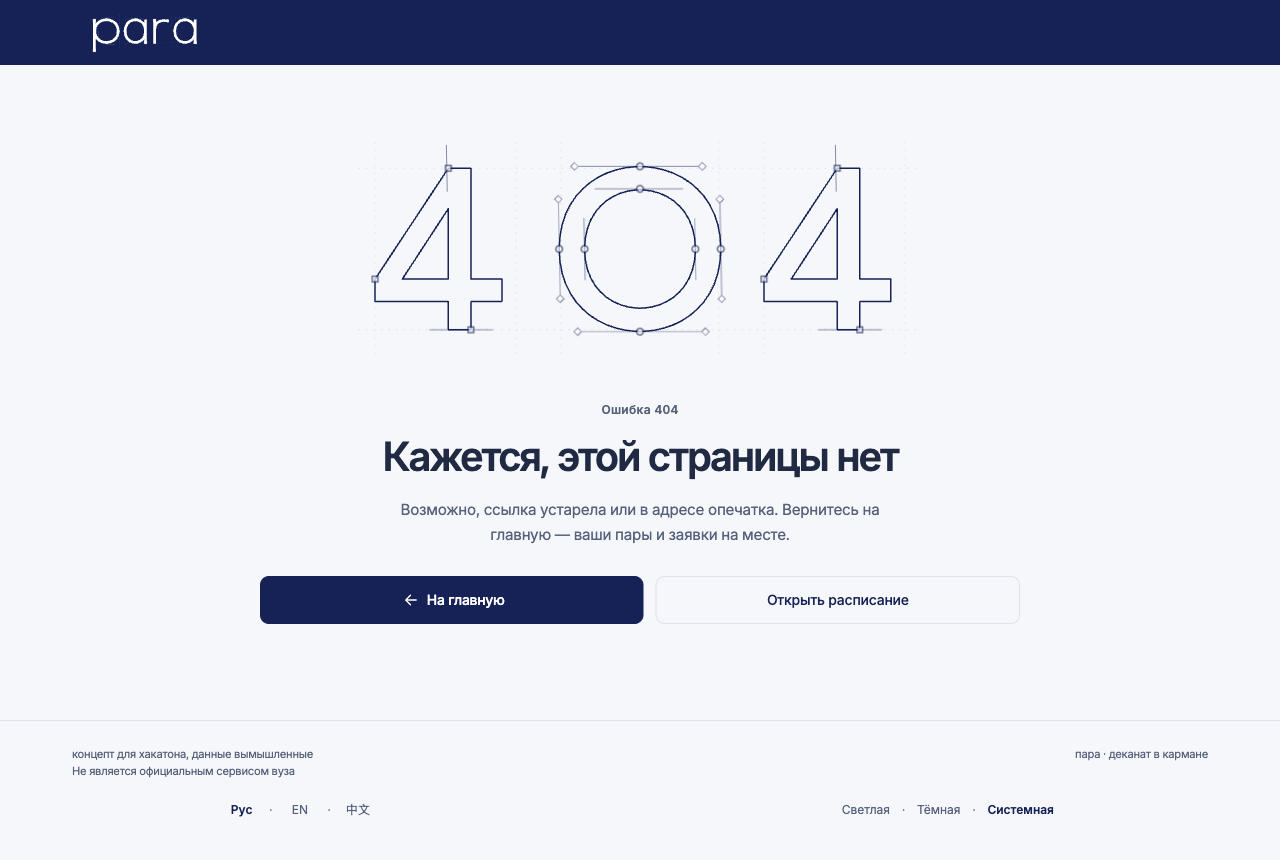 para
404
Ошибка 404
Кажется, этой страницы нет
Возможно, ссылка устарела или в адресе опечатка. Вернитесь на
главную — ваши пары и заявки на месте.
← На главную
Открыть расписание
концепт для хакатона, данные вымышленные
Не является официальным сервисом вуза
пара · деканат в кармане
Рус · EN · 中文
Светлая · Тёмная · Системная